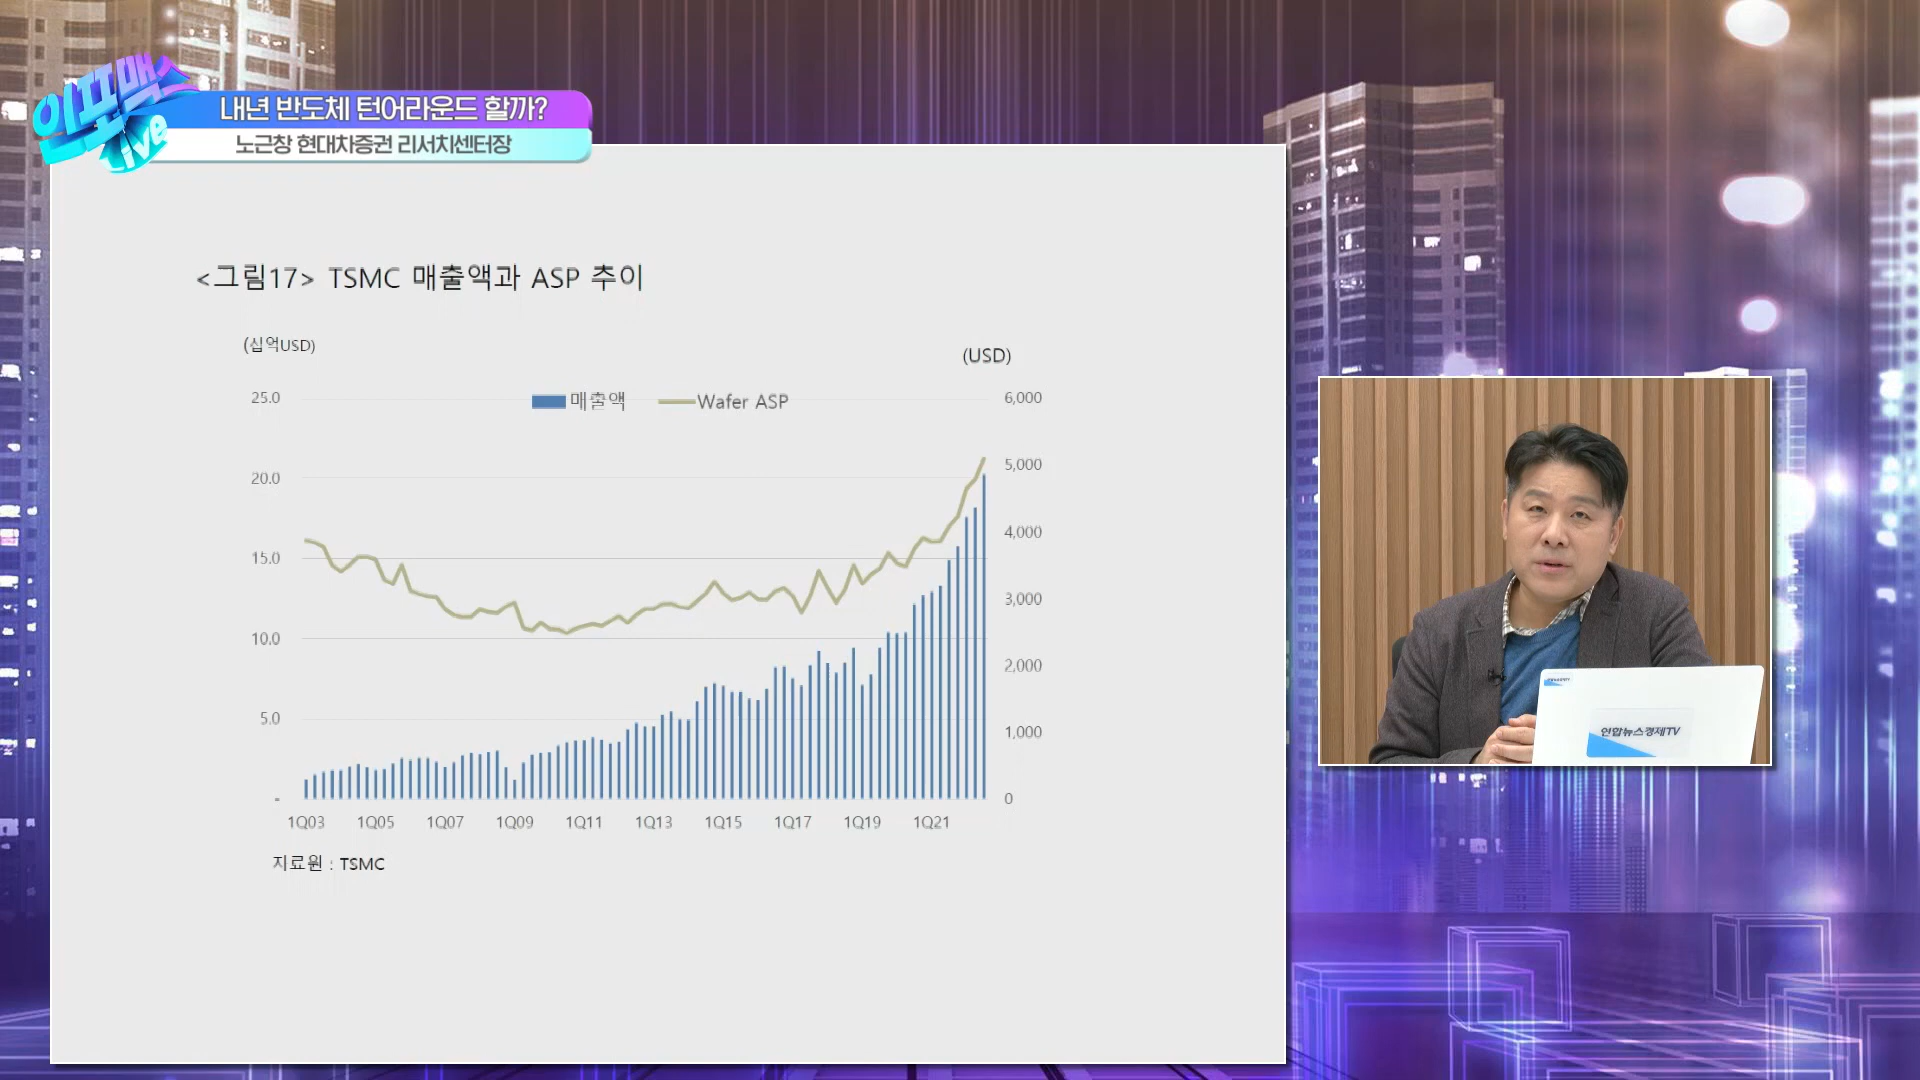 인포맥스
Live
내년 반도체 턴어라운드 할까?
노근창 현대차증권 리서치센터장
<그림17> TSMC 매출액과 ASP 추이
(십억USD)
(USD)
매출액
Wafer ASP
25.0
20.0
15.0
10.0
5.0
-
6,000
5,000
4,000
3,000
2,000
1,000
0
1Q03 1Q05 1Q07 1Q09 1Q11 1Q13 1Q15 1Q17 1Q19 1Q21
지료원 : TSMC
연합뉴스경제TV